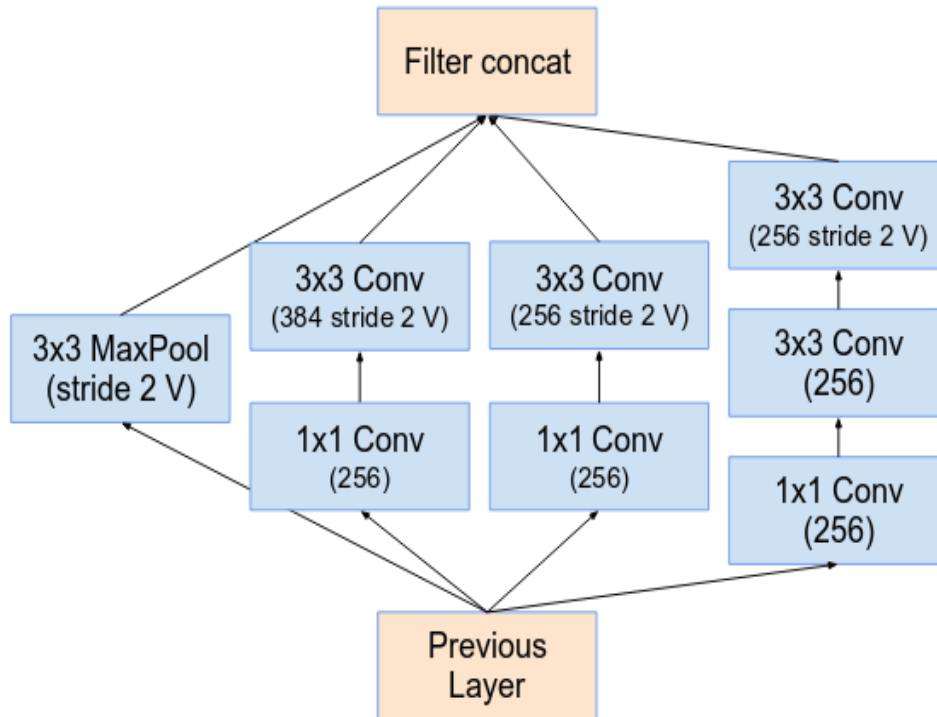 Filter concat
3x3 Conv
(256 stride 2 V)
3x3 Conv
(384 stride 2 V)
3x3 Conv
(256 stride 2 V)
3x3 MaxPool
(stride 2 V)
3x3 Conv
(256)
1x1 Conv
(256)
1x1 Conv
(256)
1x1 Conv
(256)
Previous
Layer